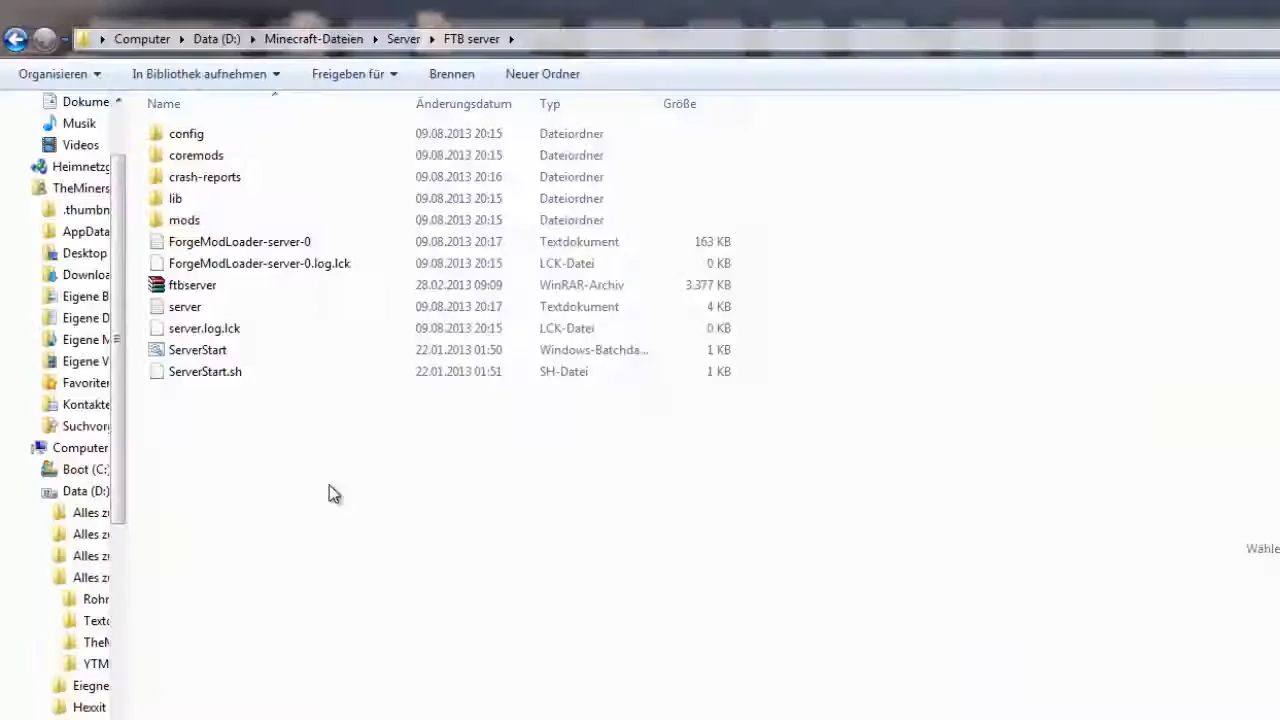 Computer Data (D:) Minecraft-Dateien Server FTB server
Organisieren In Bibliothek aufnehmen Freigeben für Brennen Neuer Ordner
Name Änderungsdatum Typ Größe
config 09.08.2013 20:15 Dateiordner
coremods 09.08.2013 20:15 Dateiordner
crash-reports 09.08.2013 20:16 Dateiordner
lib 09.08.2013 20:15 Dateiordner
mods 09.08.2013 20:15 Dateiordner
ForgeModLoader-server-0 09.08.2013 20:17 Textdokument 163 KB
ForgeModLoader-server-0.log.lck 09.08.2013 20:15 LCK-Datei 0 KB
ftbserver 28.02.2013 09:09 WinRAR-Archiv 3.377 KB
server 09.08.2013 20:17 Textdokument 4 KB
server.log.lck 09.08.2013 20:15 LCK-Datei 0 KB
ServerStart 22.01.2013 01:50 Windows-Batchda... 1 KB
ServerStart.sh 22.01.2013 01:51 SH-Datei 1 KB
Dokume
Musik
Videos
Heimnetzg
TheMiners
.thumbn
AppData
Desktop
Downloa
Eigene B
Eigene D
Eigene M
Eigene V
Favoriten
Kontakte
Suchvor
Computer
Boot (C:)
Data (D:)
Alles z
Alles z
Alles z
Alles z
Rohr
Textd
TheM
YTM
Eiegne
Hexxit
Wähle